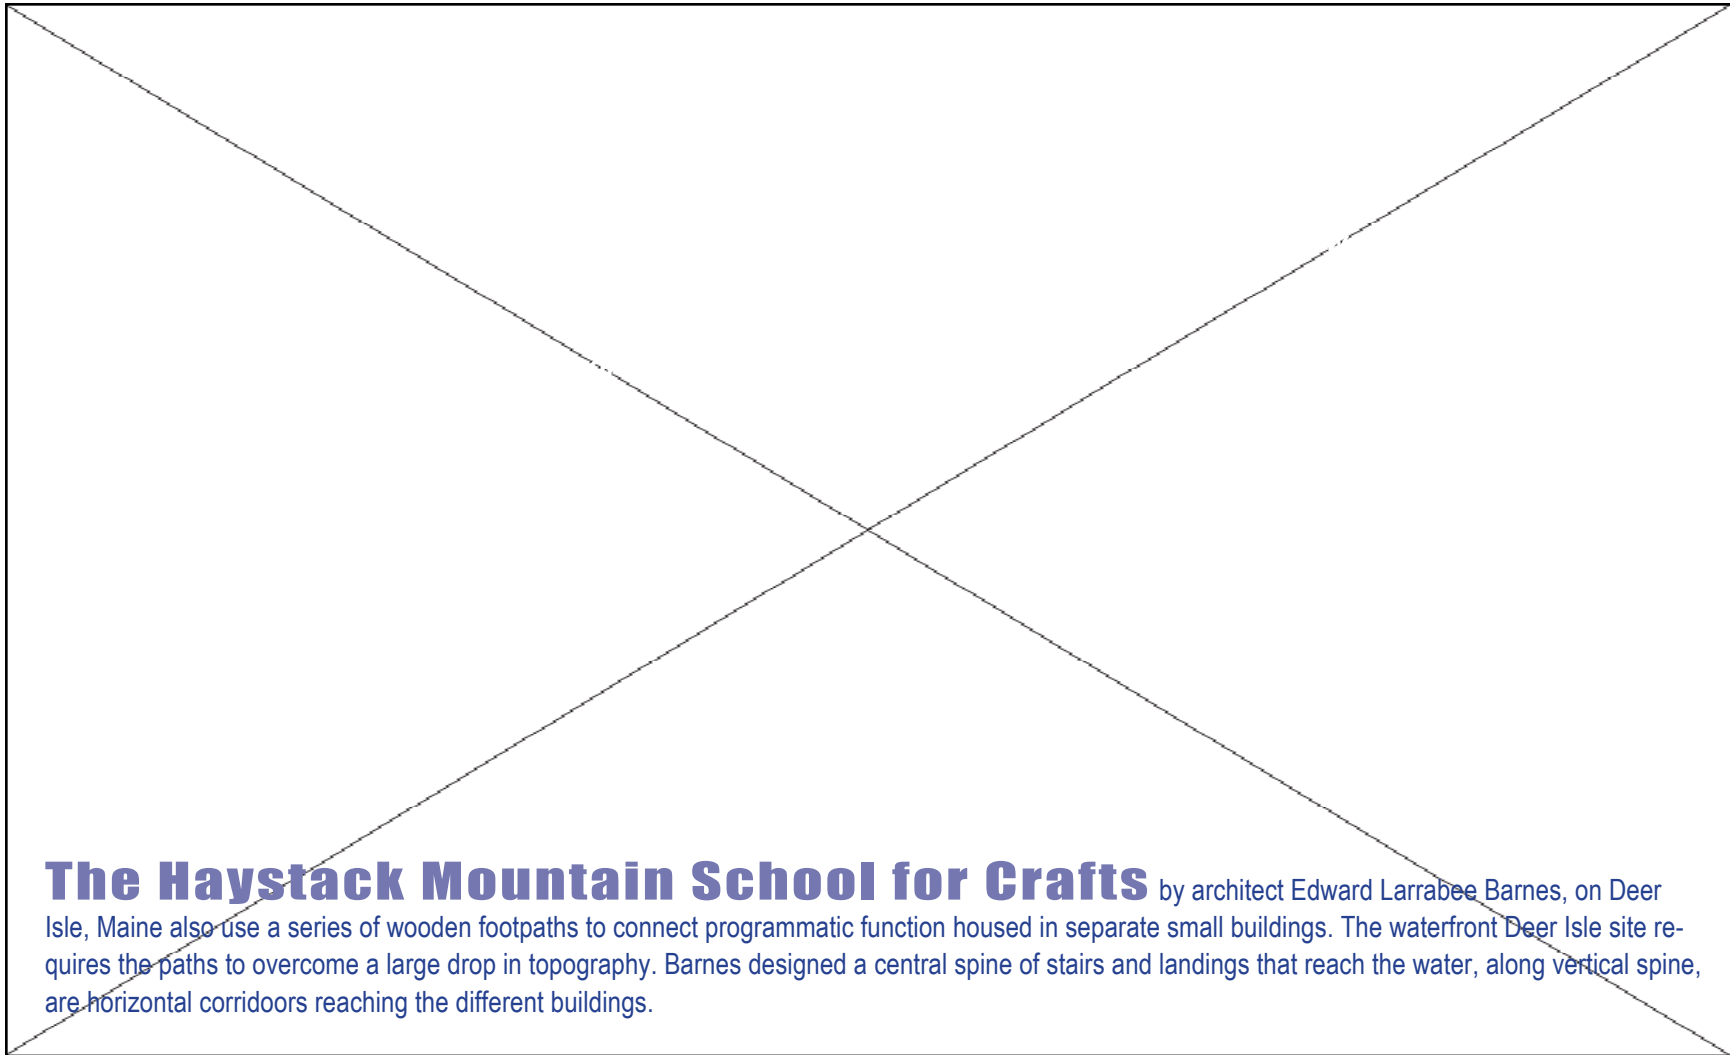 The Haystack Mountain School for Crafts by architect Edward Larrabee Barnes, on Deer
Isle, Maine also use a series of wooden footpaths to connect programmatic function housed in separate small buildings. The waterfront Deer Isle site re-
quires the paths to overcome a large drop in topography. Barnes designed a central spine of stairs and landings that reach the water, along vertical spine,
are horizontal corridoors reaching the different buildings.